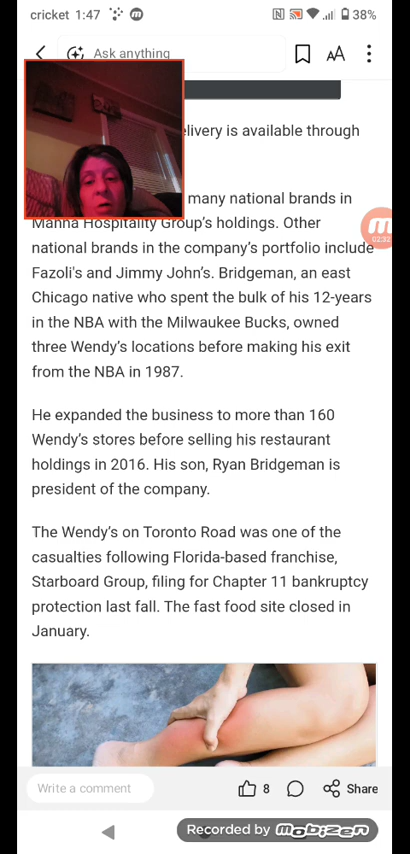 cricket 1:47 38%
Ask anything AA
elivery is available through
many national brands in
Manna Hospitality Group’s holdings. Other
national brands in the company’s portfolio include
02:32
Fazoli's and Jimmy John’s. Bridgeman, an east
Chicago native who spent the bulk of his 12-years
in the NBA with the Milwaukee Bucks, owned
three Wendy’s locations before making his exit
from the NBA in 1987.
He expanded the business to more than 160
Wendy’s stores before selling his restaurant
holdings in 2016. His son, Ryan Bridgeman is
president of the company.
The Wendy’s on Toronto Road was one of the
casualties following Florida-based franchise,
Starboard Group, filing for Chapter 11 bankruptcy
protection last fall. The fast food site closed in
January.
Write a comment 8 Share
Recorded by mobizen